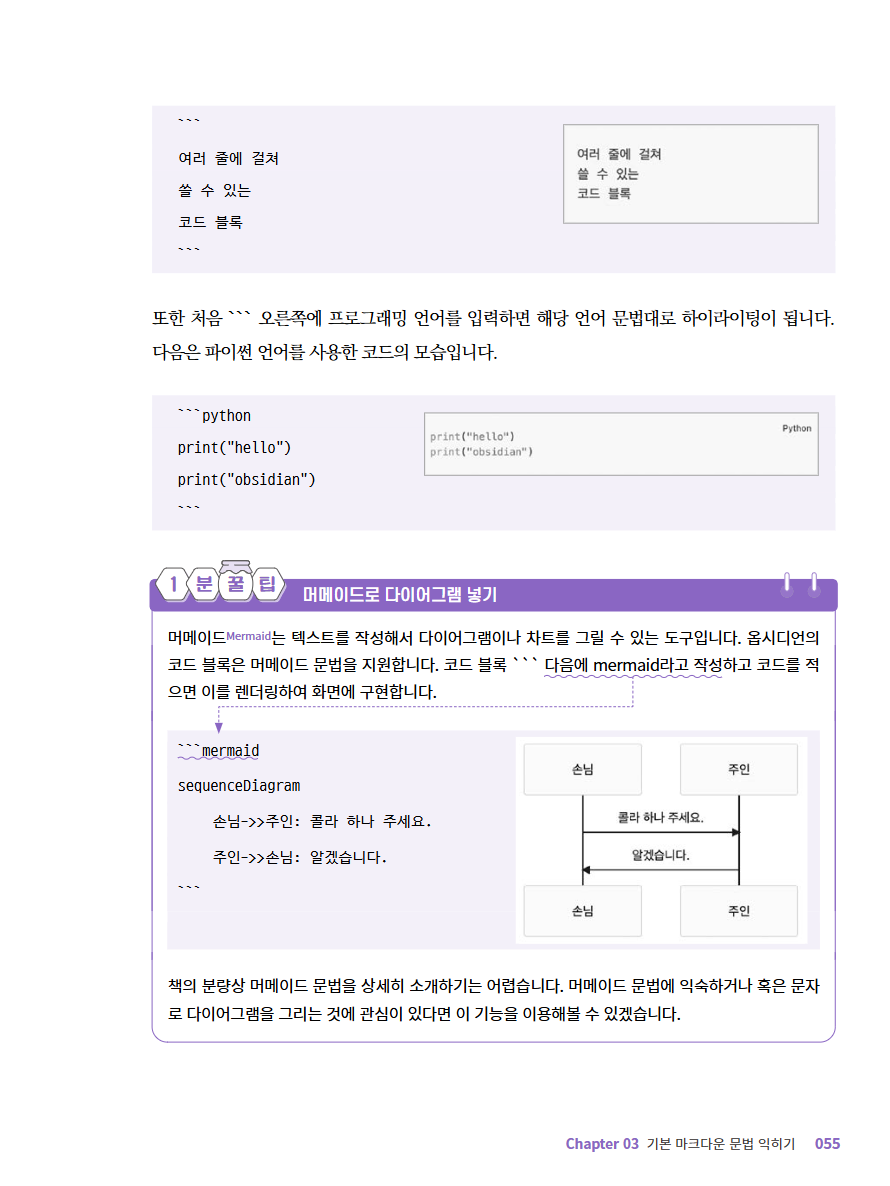 ```
여러 줄에 걸쳐
쓸 수 있는
코드 블록
```
여러 줄에 걸쳐
쓸 수 있는
코드 블록
또한 처음 ``` 오른쪽에 프로그래밍 언어를 입력하면 해당 언어 문법대로 하이라이팅이 됩니다.
다음은 파이썬 언어를 사용한 코드의 모습입니다.
```python
print("hello")
print("obsidian")
```
Python
print("hello")
print("obsidian")
1분 꿀팁 머메이드로 다이어그램 넣기
머메이드Mermaid는 텍스트를 작성해서 다이어그램이나 차트를 그릴 수 있는 도구입니다. 옵시디언의
코드 블록은 머메이드 문법을 지원합니다. 코드 블록 ``` 다음에 mermaid라고 작성하고 코드를 적
으면 이를 렌더링하여 화면에 구현합니다.
```mermaid
sequenceDiagram
손님->>주인: 콜라 하나 주세요.
주인->>손님: 알겠습니다.
```
손님 주인
콜라 하나 주세요.
알겠습니다.
손님 주인
책의 분량상 머메이드 문법을 상세히 소개하기는 어렵습니다. 머메이드 문법에 익숙하거나 혹은 문자
로 다이어그램을 그리는 것에 관심이 있다면 이 기능을 이용해볼 수 있겠습니다.
Chapter 03 기본 마크다운 문법 익히기 055